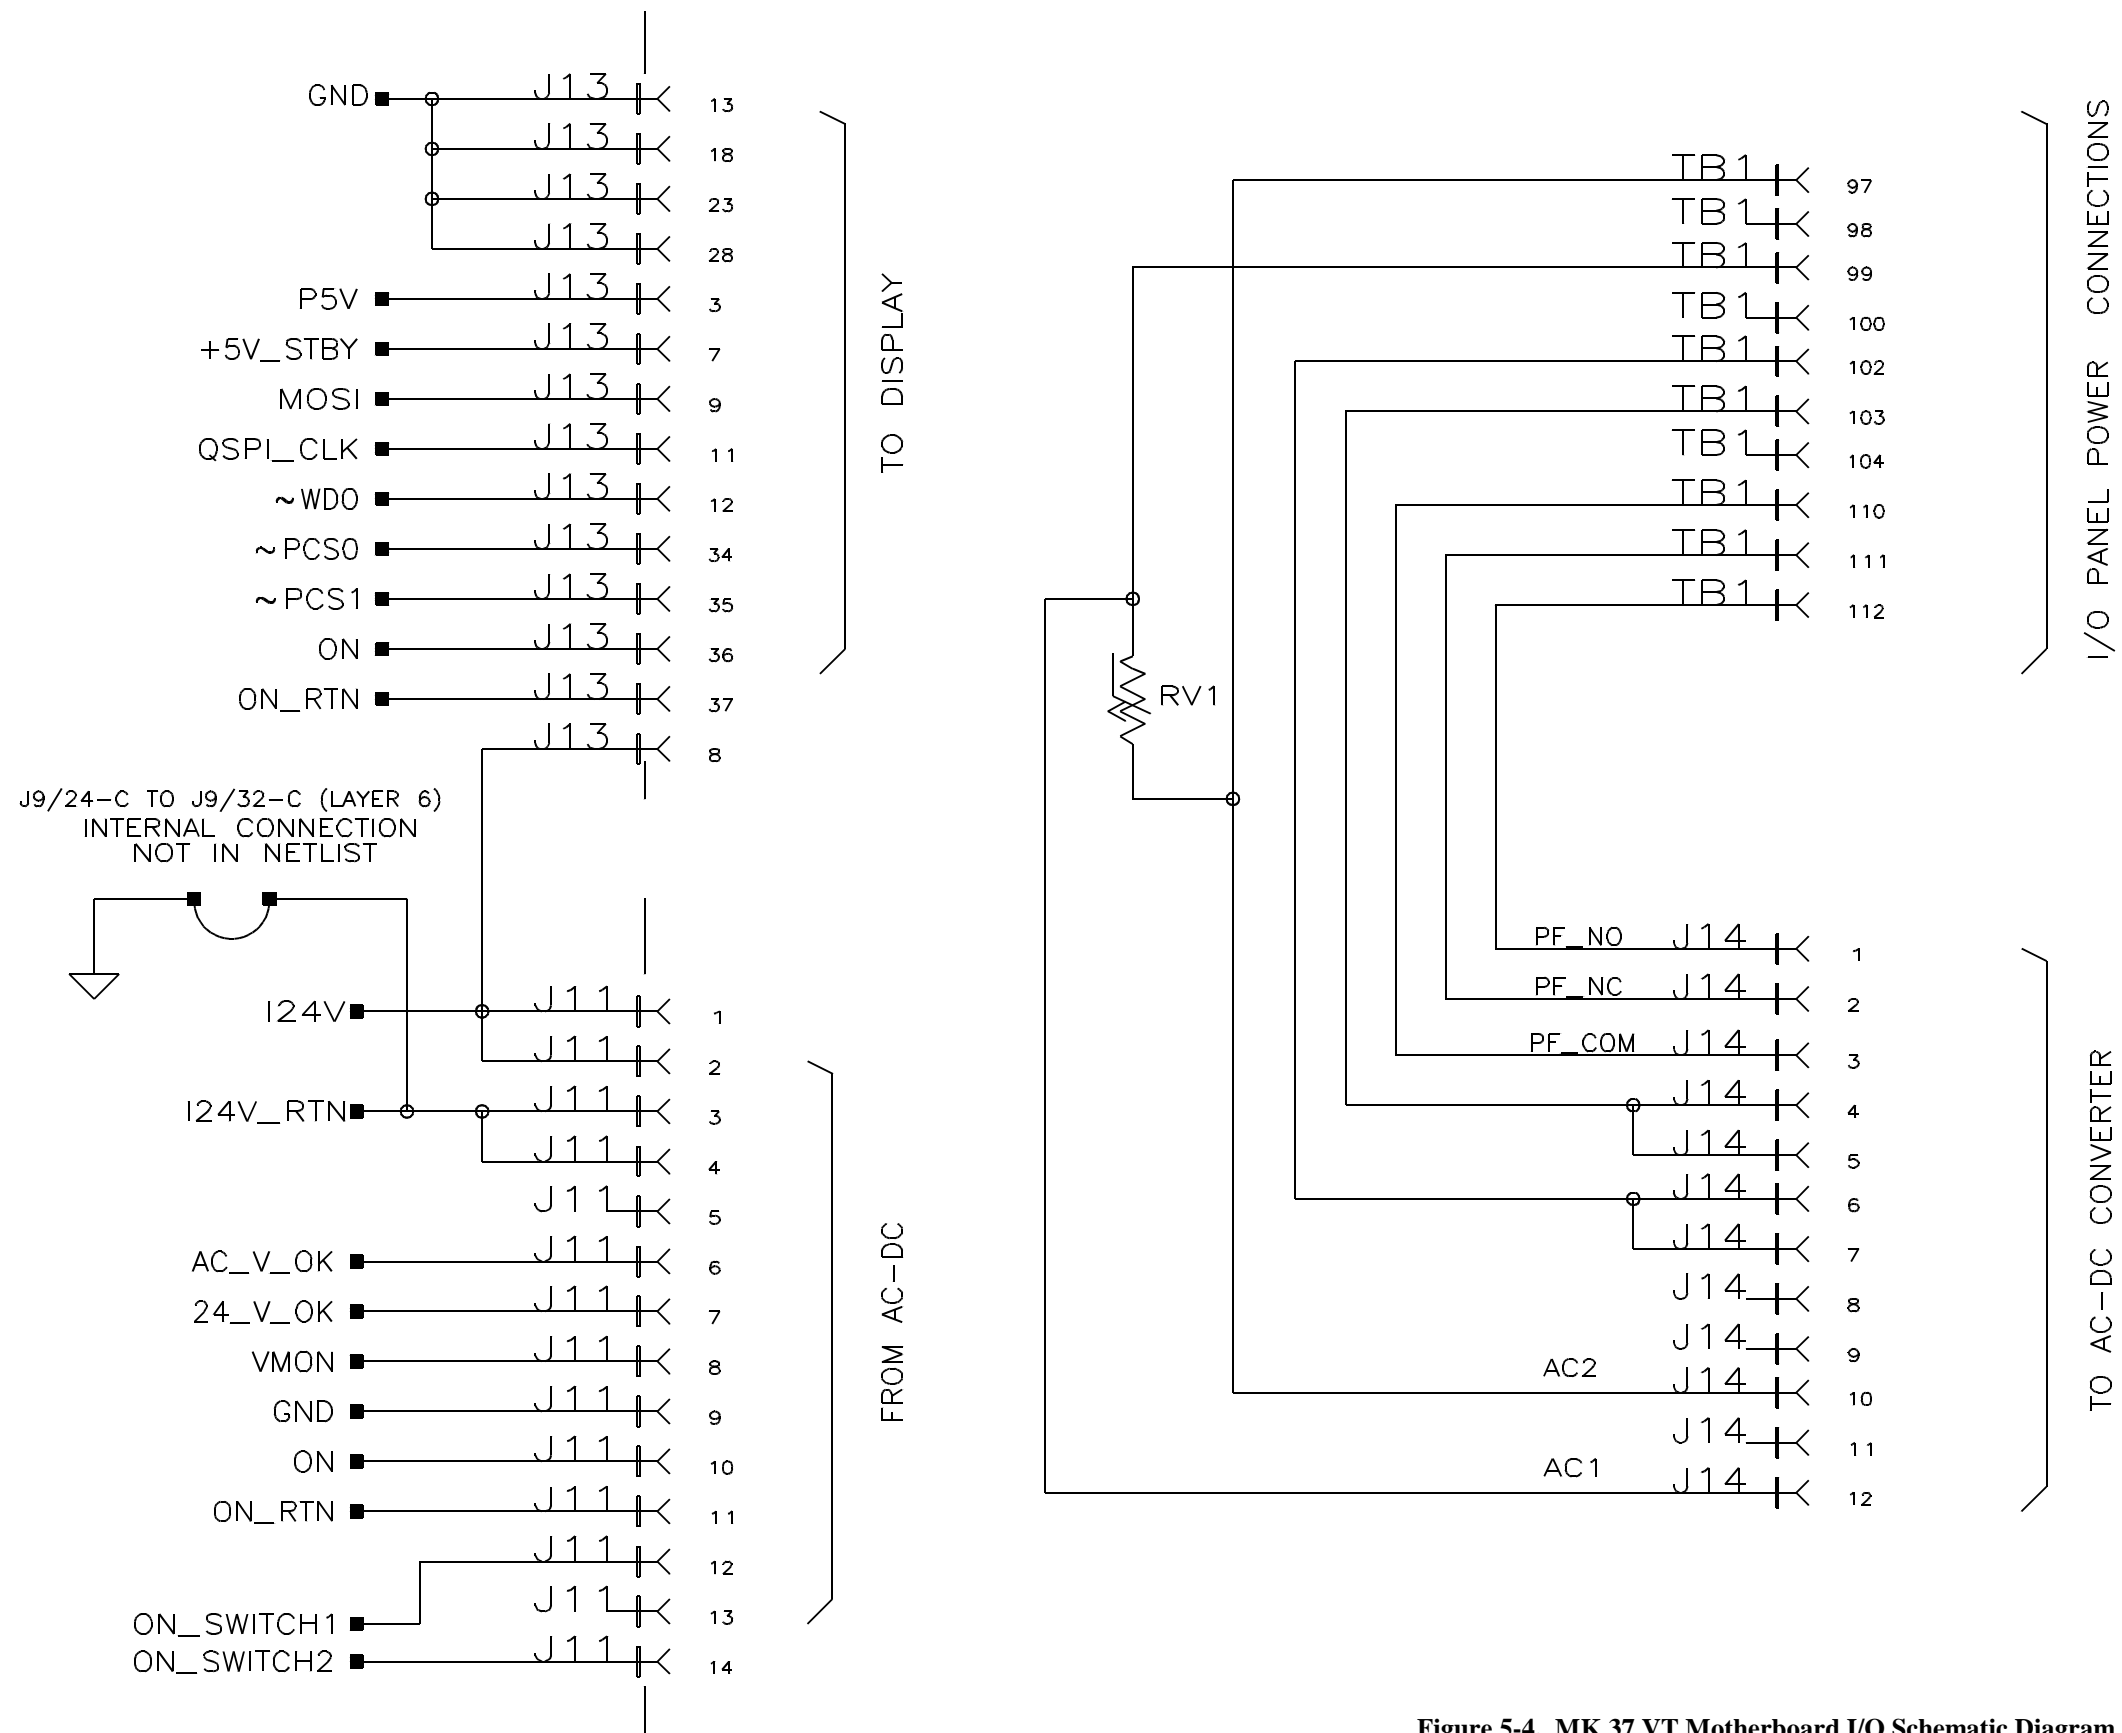 GND J13 13
J13 18
J13 23
J13 28
P5V J13 3
+5V_STBY J13 7
MOSI J13 9
QSPI_CLK J13 11
~WDO J13 12
~PCS0 J13 34
~PCS1 J13 35
ON J13 36
ON_RTN J13 37
J13 8
TO DISPLAY
J9/24-C TO J9/32-C (LAYER 6)
INTERNAL CONNECTION
NOT IN NETLIST
I24V J11 1
J11 2
I24V_RTN J11 3
J11 4
J11 5
AC_V_OK J11 6
24_V_OK J11 7
VMON J11 8
GND J11 9
ON J11 10
ON_RTN J11 11
J11 12
ON_SWITCH1 J11 13
ON_SWITCH2 J11 14
FROM AC-DC
TB1 97
TB1 98
TB1 99
TB1 100
TB1 102
TB1 103
TB1 104
TB1 110
TB1 111
TB1 112
I/O PANEL POWER CONNECTIONS
RV1
PF_NO J14 1
PF_NC J14 2
PF_COM J14 3
J14 4
J14 5
J14 6
J14 7
J14 8
J14 9
AC2 J14 10
J14 11
AC1 J14 12
TO AC-DC CONVERTER
Figure 5-4 MK 37 VT Motherboard I/O Schematic Diagram